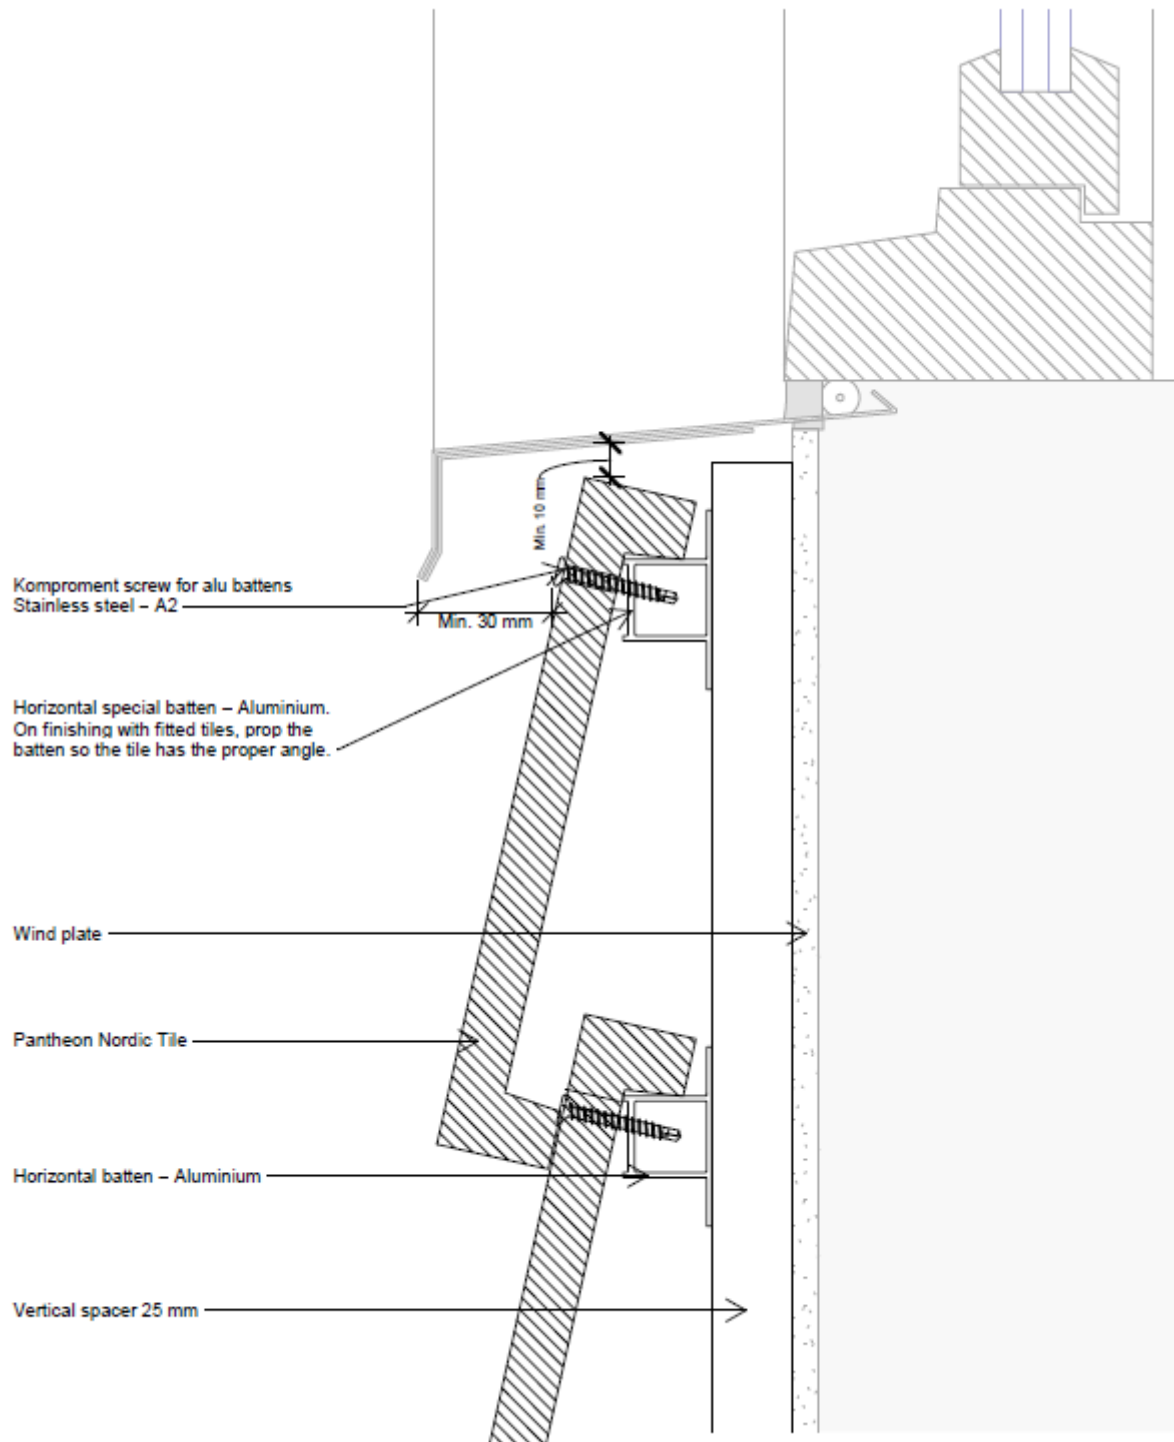 Min. 10 mm
Komproment screw for alu battens
Stainless steel – A2
Min. 30 mm
Horizontal special batten – Aluminium.
On finishing with fitted tiles, prop the
batten so the tile has the proper angle.
Wind plate
Pantheon Nordic Tile
Horizontal batten – Aluminium
Vertical spacer 25 mm